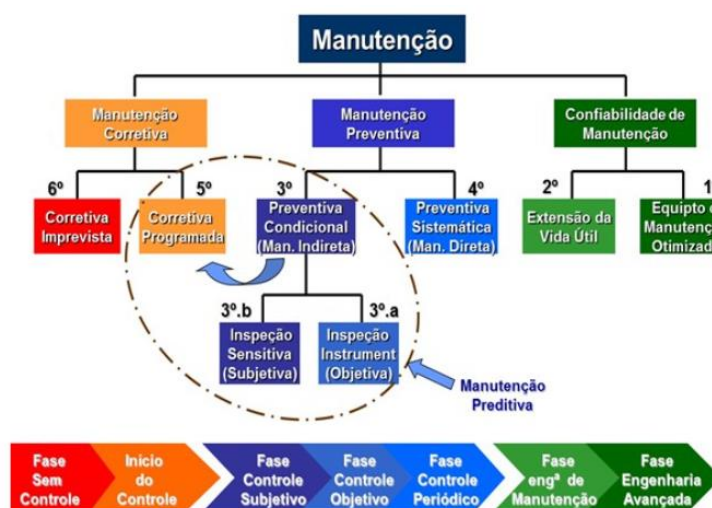 Manutenção
Manutenção
Corretiva
Manutenção
Preventiva
Confiabilidade de
Manutenção
6º
5º
3º
4º
2º
Corretiva
Imprevista
Corretiva
Programada
Preventiva
Condicional
(Man. Indireta)
Preventiva
Sistemática
(Man. Direta)
Extensão da
Vida Útil
Equipto
Manutenç
Otimizad
3º.b
3º.a
Inspeção
Sensitiva
(Subjetiva)
Inspeção
Instrument
(Objetiva)
Manutenção
Preditiva
Fase
Sem
Controle
Início
do
Controle
Fase
Controle
Subjetivo
Fase
Controle
Objetivo
Fase
Controle
Periódico
Fase
engª de
Manutenção
Fase
Engenharia
Avançada